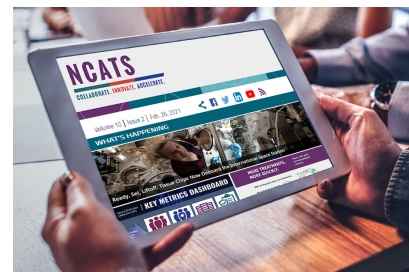 NCATS
COLLABORATE. INNOVATE. ACCELERATE.
Volume 10 | Issue 2 | Feb. 26, 2021
WHAT'S HAPPENING
Ready, Set, Liftoff: Tissue Chips Now Onboard the International Space Station
KEY METRICS DASHBOARD
MORE TREATMENTS,
MORE QUICKLY.